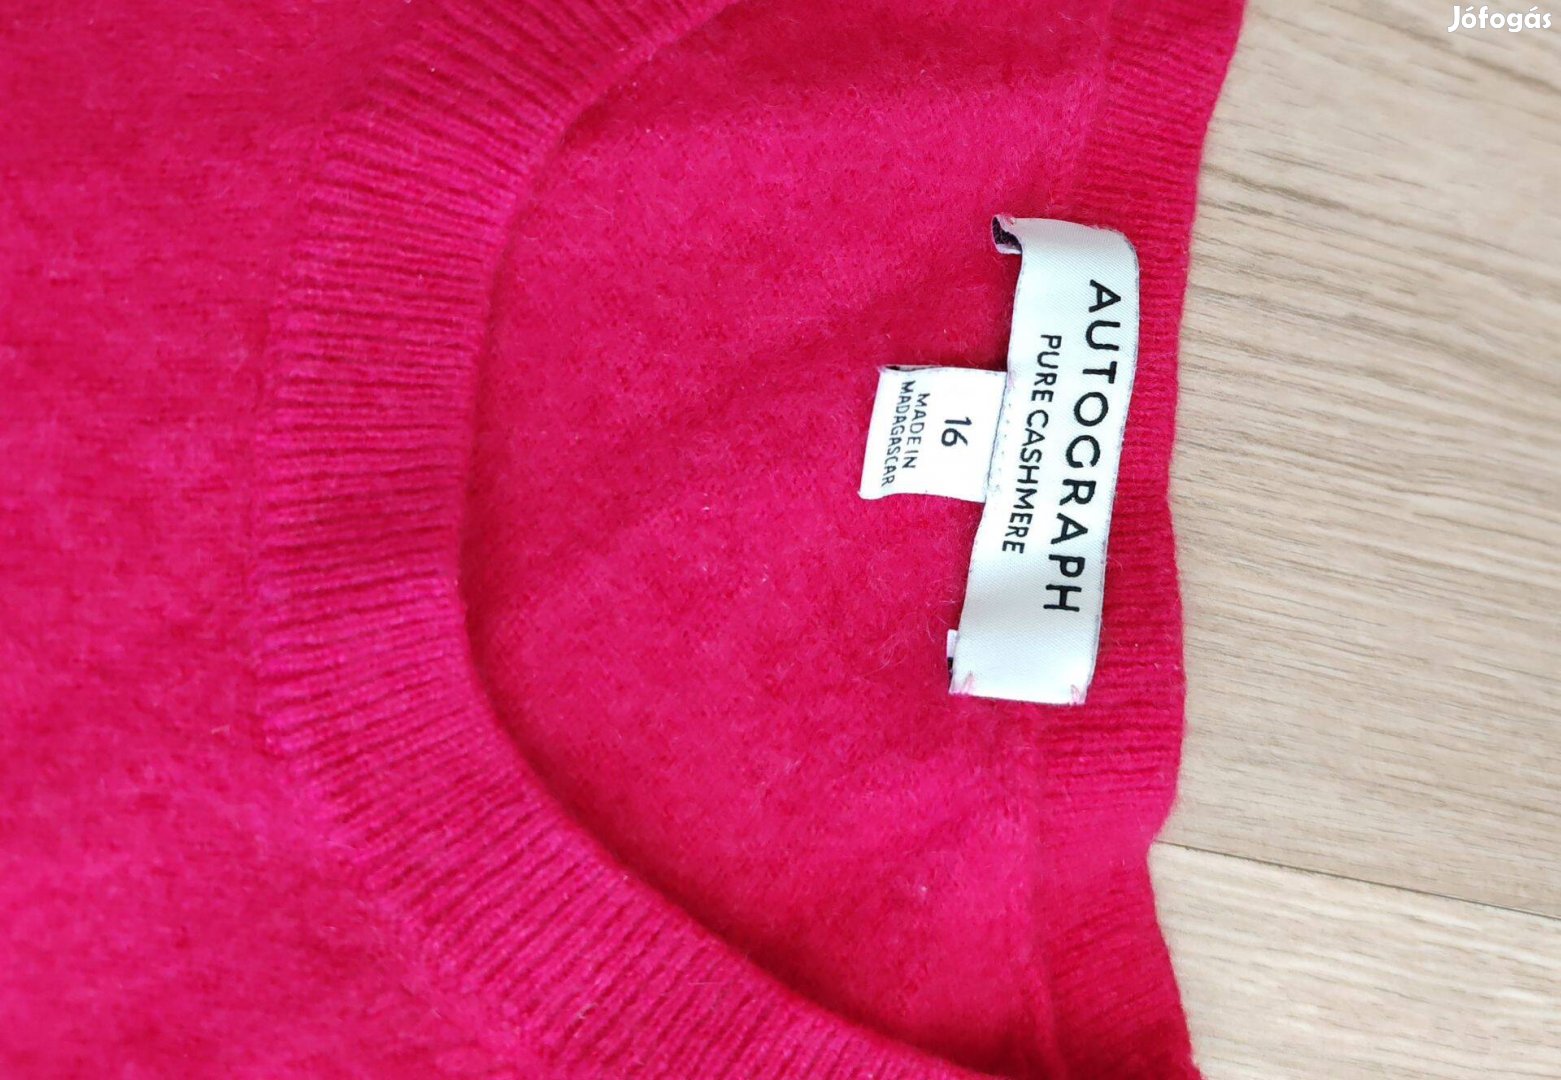 Jófogás
AUTOGRAPH
PURE CASHMERE
16
MADE IN
MADAGASCAR